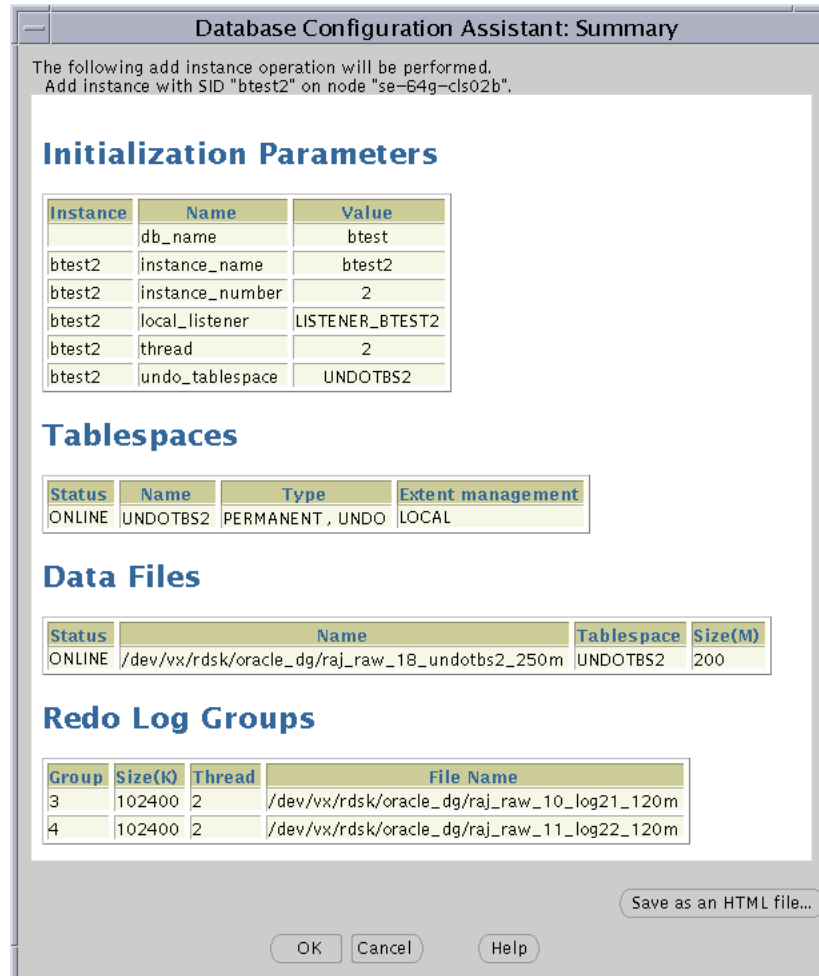 Database Configuration Assistant: Summary
The following add instance operation will be performed.
Add instance with SID "btest2" on node "se-64g-cls02b".
Initialization Parameters
Instance Name Value
db_name btest
btest2 instance_name btest2
btest2 instance_number 2
btest2 local_listener LISTENER_BTEST2
btest2 thread 2
btest2 undo_tablespace UNDOTBS2
Tablespaces
Status Name Type Extent management
ONLINE UNDOTBS2 PERMANENT , UNDO LOCAL
Data Files
Status Name Tablespace Size(M)
ONLINE /dev/vx/rdsk/oracle_dg/raj_raw_18_undotbs2_250m UNDOTBS2 200
Redo Log Groups
Group Size(K) Thread File Name
3 102400 2 /dev/vx/rdsk/oracle_dg/raj_raw_10_log21_120m
4 102400 2 /dev/vx/rdsk/oracle_dg/raj_raw_11_log22_120m
Save as an HTML file...
OK Cancel Help